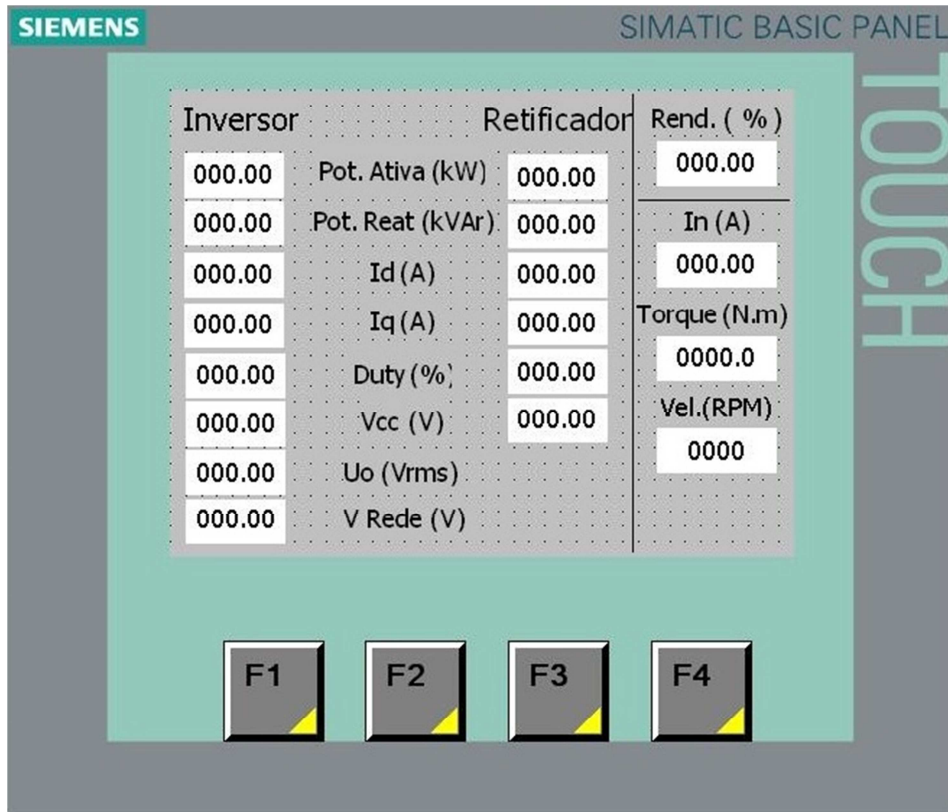 SIEMENS
SIMATIC BASIC PANEL
TOUCH
Inversor Retificador Rend. ( %)
000.00 Pot. Ativa (kW) 000.00 000.00
000.00 Pot. Reat (kVAr) 000.00 In (A)
000.00 Id (A) 000.00 000.00
000.00 Iq (A) 000.00 Torque (N.m)
000.00 Duty (%) 000.00 0000.0
000.00 Vcc (V) 000.00 Vel.(RPM)
000.00 Uo (Vrms) 0000
000.00 V Rede (V)
F1 F2 F3 F4